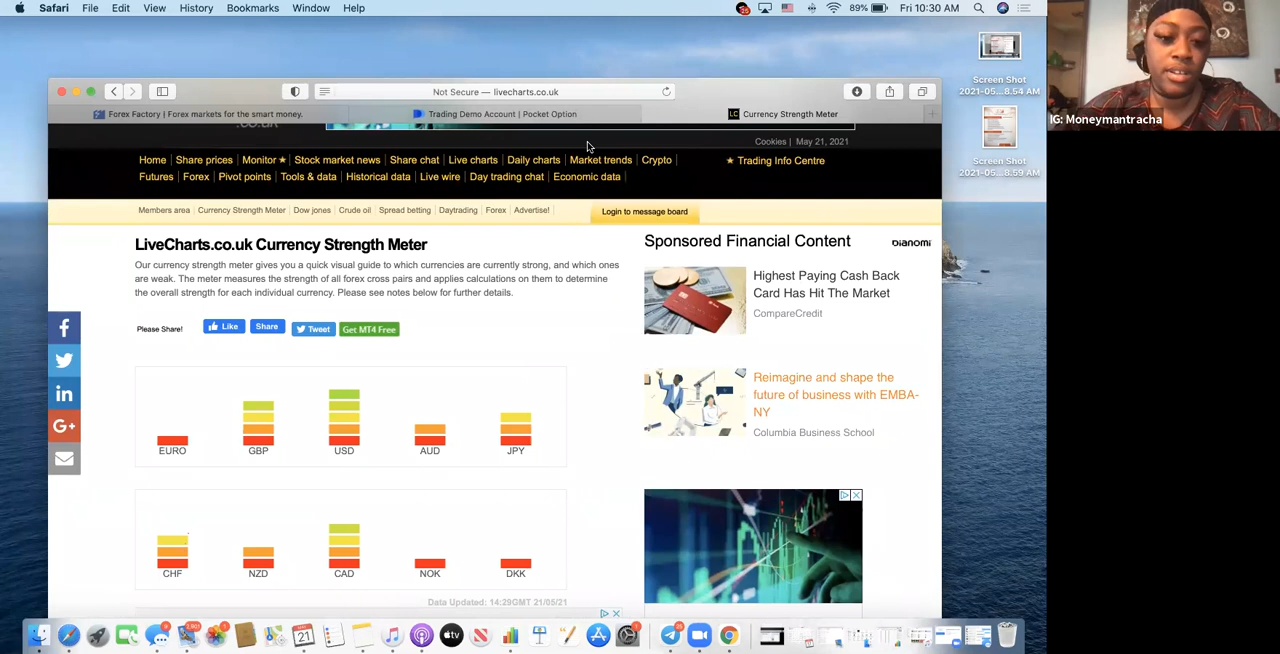 Safari File Edit View History Bookmarks Window Help
89% Fri 10:30 AM
Not Secure — livecharts.co.uk
Forex Factory | Forex markets for the smart money.
Trading Demo Account | Pocket Option
LC Currency Strength Meter
Cookies | May 21, 2021
Home | Share prices | Monitor ★ | Stock market news | Share chat | Live charts | Daily charts | Market trends | Crypto |
★ Trading Info Centre
Futures | Forex | Pivot points | Tools & data | Historical data | Live wire | Day trading chat | Economic data |
Members area | Currency Strength Meter | Dow jones | Crude oil | Spread betting | Daytrading | Forex | Advertise! |
Login to message board
LiveCharts.co.uk Currency Strength Meter
Our currency strength meter gives you a quick visual guide to which currencies are currently strong, and which ones
are weak. The meter measures the strength of all forex cross pairs and applies calculations on them to determine
the overall strength for each individual currency. Please see notes below for further details.
Please Share!
Like
Share
Tweet
Get MT4 Free
EURO GBP USD AUD JPY
CHF NZD CAD NOK DKK
Data Updated: 14:29GMT 21/05/21
Sponsored Financial Content
Highest Paying Cash Back
Card Has Hit The Market
CompareCredit
Reimagine and shape the
future of business with EMBA-
NY
Columbia Business School
Screen Shot
2021-05...8.54 AM
Screen Shot
2021-05...8.59 AM
IG: Moneymantracha